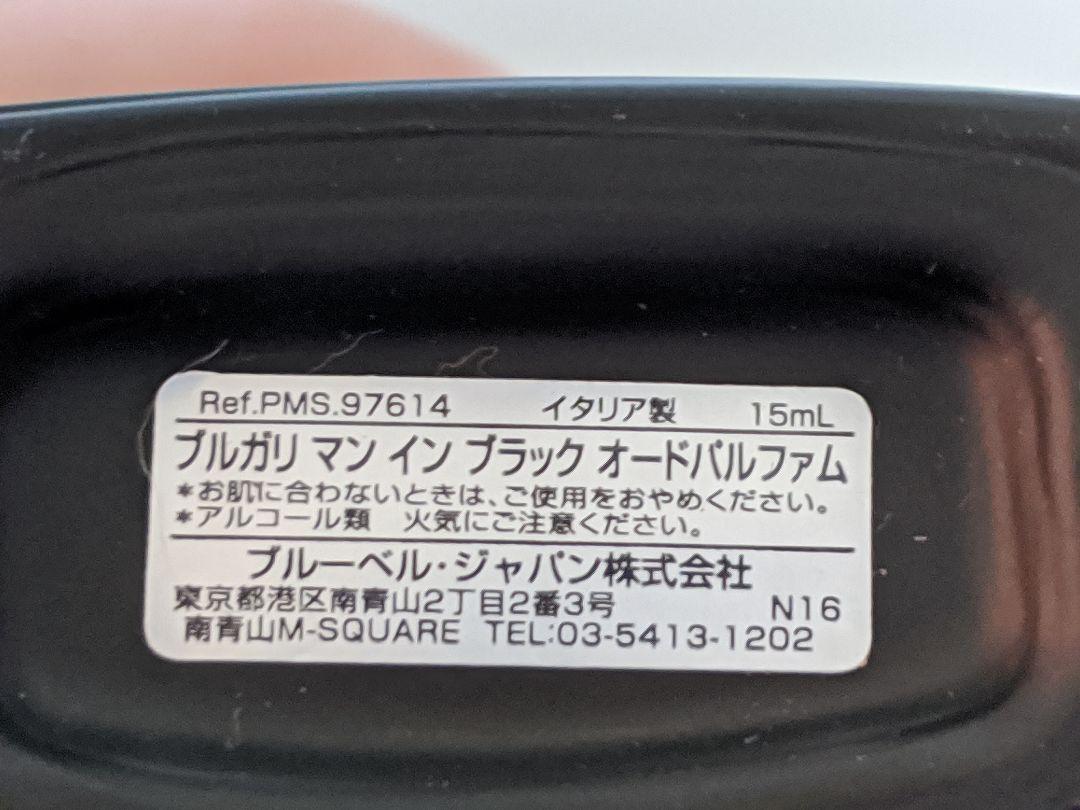 Ref.PMS.97614 イタリア製 15mL
ブルガリ マン イン ブラック オードパルファム
*お肌に合わないときは、ご使用をおやめください。
*アルコール類 火気にご注意ください。
ブルーベル・ジャパン株式会社
東京都港区南青山2丁目2番3号 N16
南青山M-SQUARE TEL:03-5413-1202